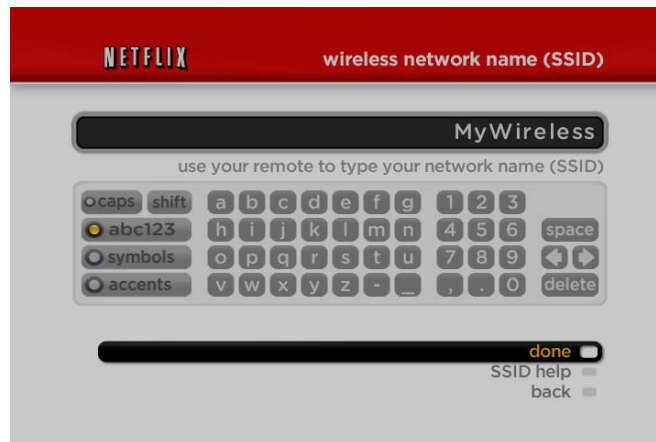 NETFLIX wireless network name (SSID)
MyWireless
use your remote to type your network name (SSID)
caps shift a b c d e f g 1 2 3
abc123 h i j k l m n 4 5 6 space
symbols o p q r s t u 7 8 9
accents v w x y z - _ , . 0 delete
done
SSID help
back